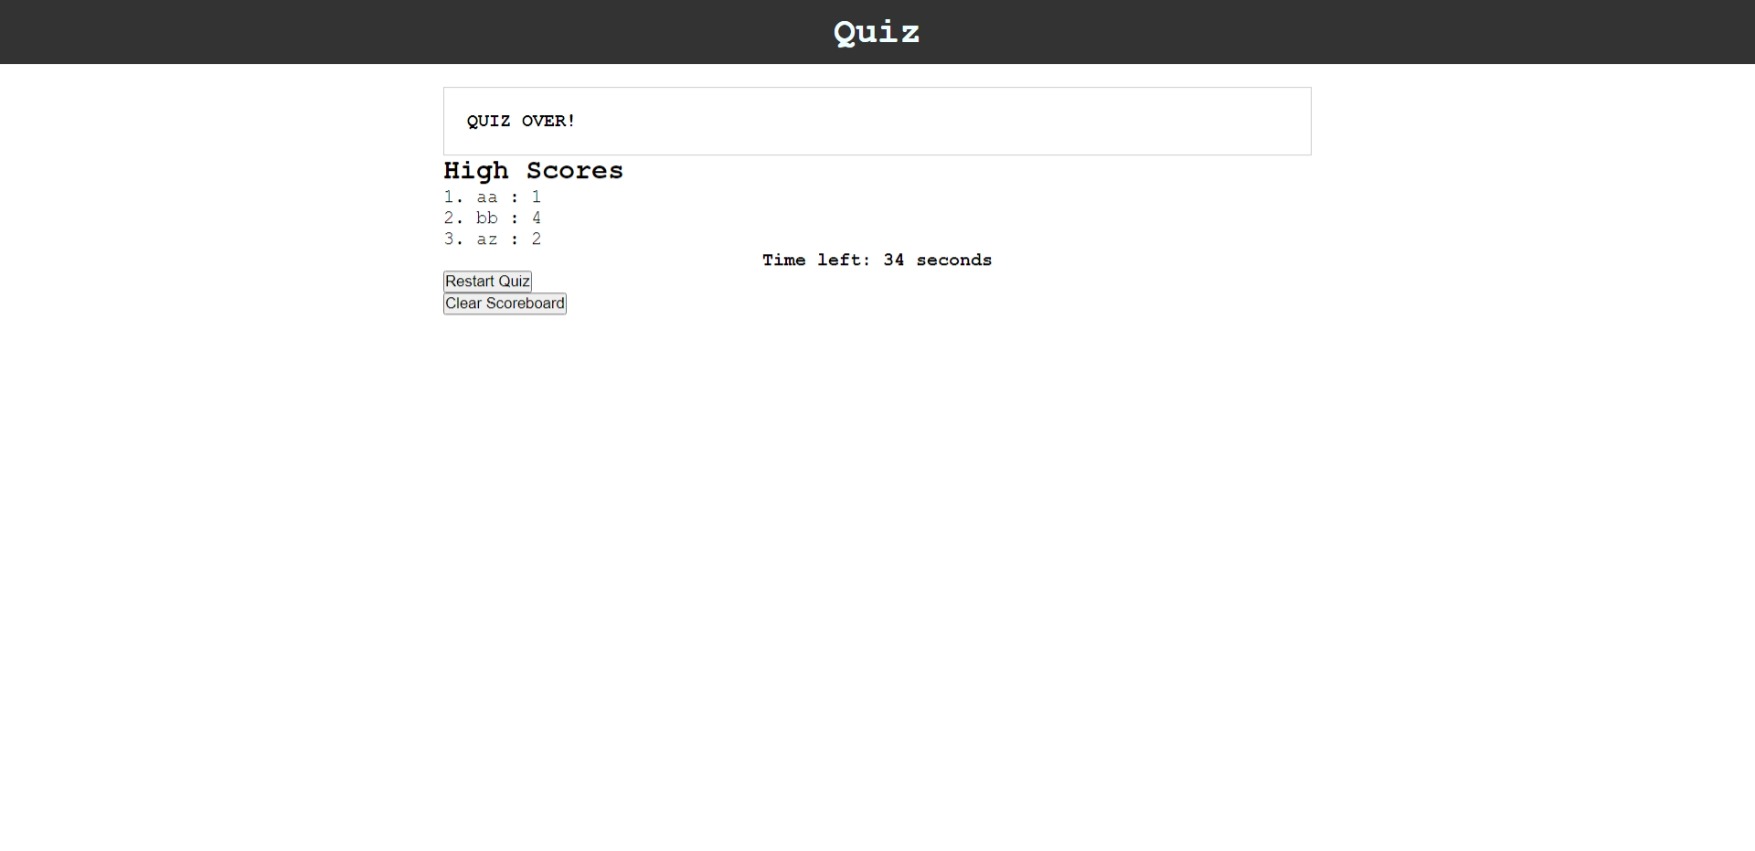 Quiz
QUIZ OVER!
High Scores
1. aa : 1
2. bb : 4
3. az : 2
Time left: 34 seconds
Restart Quiz
Clear Scoreboard